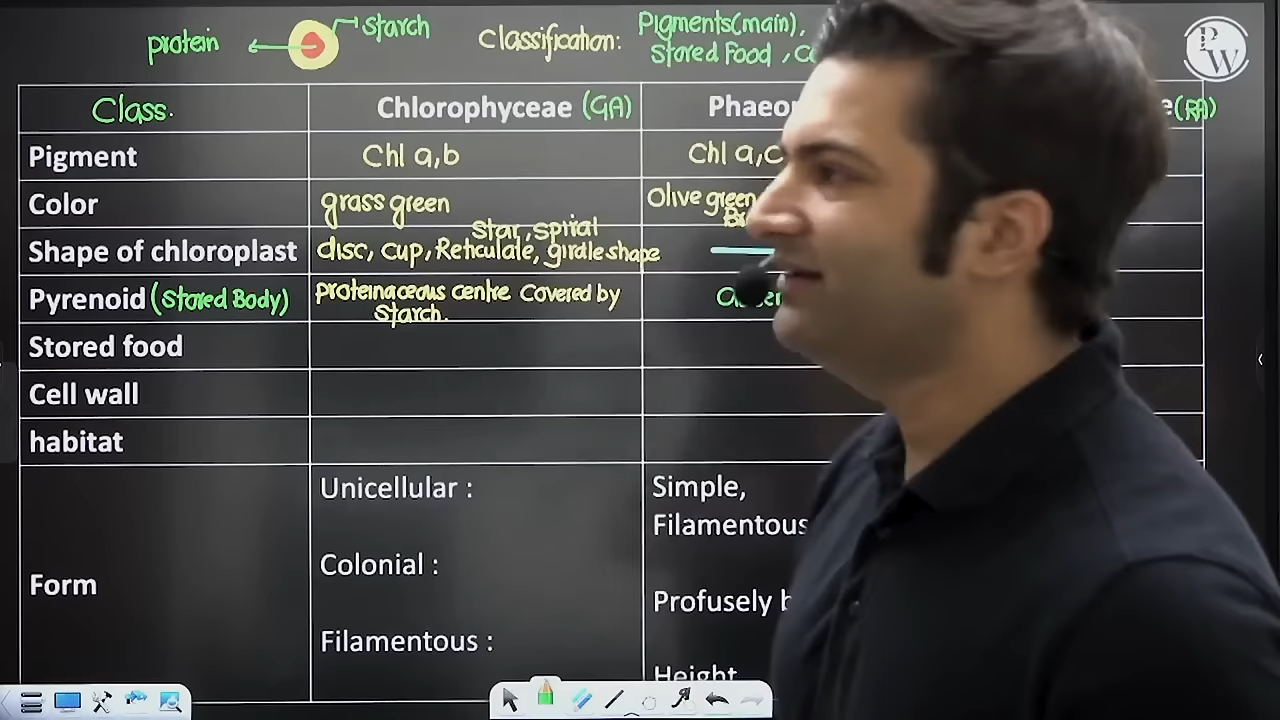 protein
starch
Classification: Pigments(main),
Stored Food,
PW
Class. Chlorophyceae (GA) (RA)
Pigment Chl a,b Chl a,c
Color grass green Olive green
Star, spiral
Shape of chloroplast disc, cup, Reticulate, girdle shape
Pyrenoid (Stored Body) proteinaceous centre Covered by
Starch.
Stored food
Cell wall
habitat
Form
Unicellular :
Colonial :
Filamentous :
Simple,
Filamentous
Profusely
Height